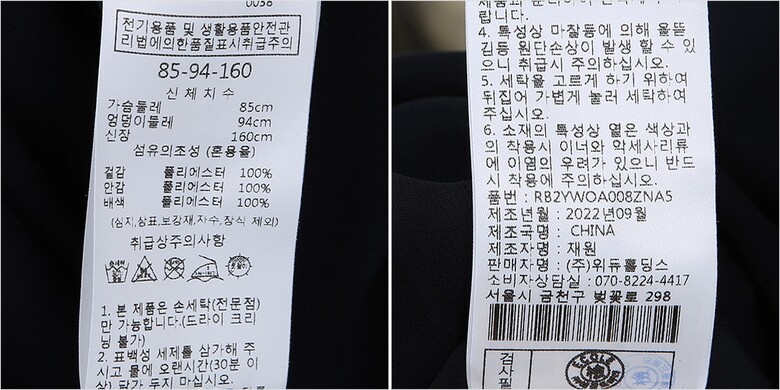 0038
전기용품 및 생활용품안전관
리법에의한품질표시취급주의
85-94-160
신체치수
가슴둘레 85cm
엉덩이둘레 94cm
신장 160cm
섬유의조성 (혼용율)
겉감 폴리에스터 100%
안감 폴리에스터 100%
배색 폴리에스터 100%
(심지,상표,보강재,자수,장식 제외)
취급상주의사항
1. 본 제품은 손세탁(전문점)
만 가능합니다.(드라이 크리
닝 불가)
2. 표백성 세제를 삼가해 주
시고 물에 오랜시간(30분 이
상) 담가 두지 마십시오.
랍니다.
4. 특성상 마찰등에 의해 올뜯
김등 원단손상이 발생 할 수 있
으니 취급시 주의하십시오.
5. 세탁을 고르게 하기 위하여
뒤집어 가볍게 눌러 세탁하여
주십시오.
6. 소재의 특성상 옅은 색상과
의 착용시 이너와 악세사리류
에 이염의 우려가 있으니 반드
시 착용에 주의하십시오.
품번 : RB2YWOA008ZNA5
제조년월 : 2022년09월
제조국명 : CHINA
제조자명 : 재원
판매자명 : (주)위듀홀딩스
소비자상담실 : 070-8224-4417
서울시 금천구 벚꽃로 298
검사필